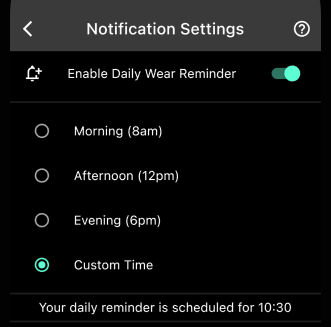 Notification Settings
Enable Daily Wear Reminder
Morning (8am)
Afternoon (12pm)
Evening (6pm)
Custom Time
Your daily reminder is scheduled for 10:30